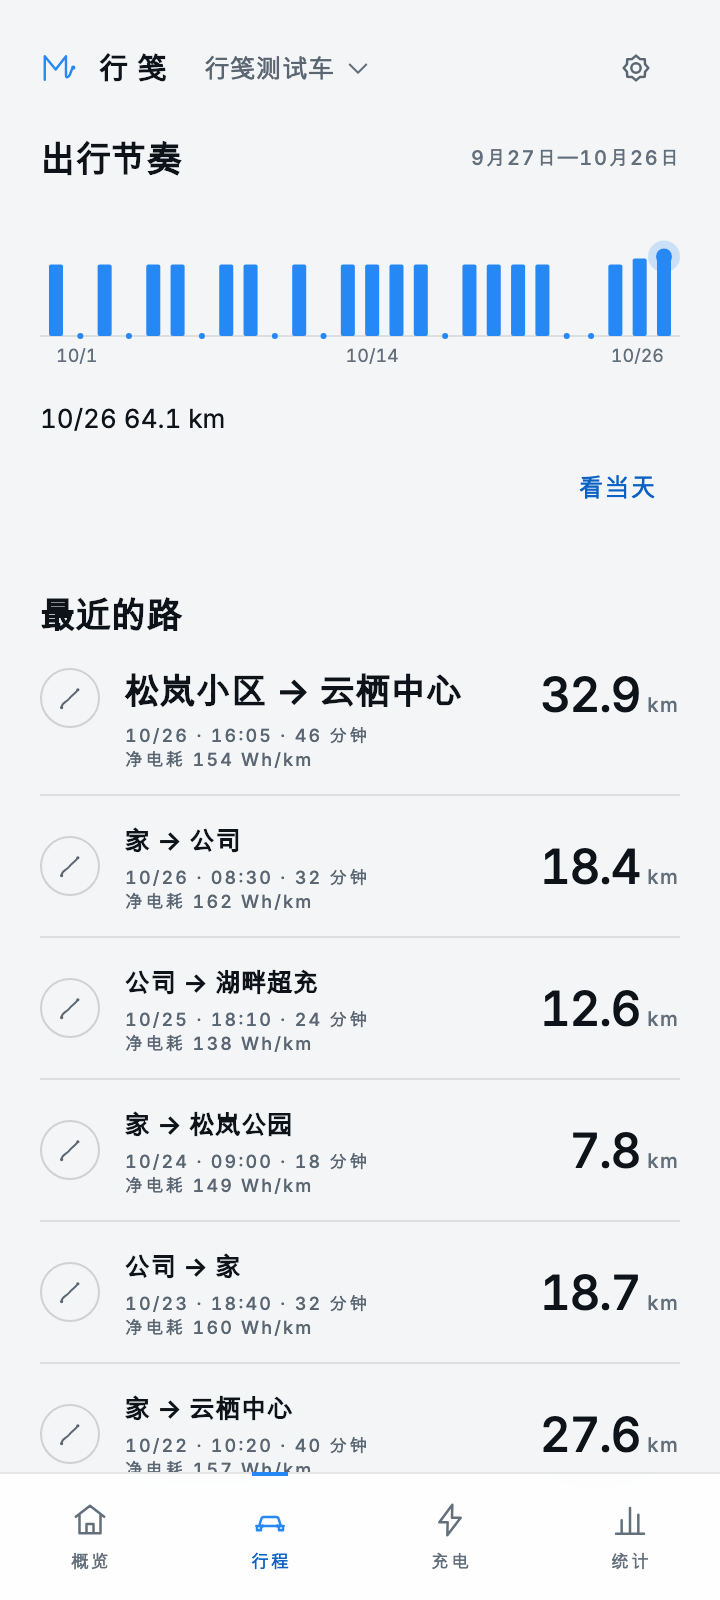 行笺 行笺测试车
出行节奏 9月27日—10月26日
10/1 10/14 10/26
10/26 64.1 km
看当天
最近的路
松岚小区 → 云栖中心 32.9 km
10/26 · 16:05 · 46 分钟
净电耗 154 Wh/km
家 → 公司 18.4 km
10/26 · 08:30 · 32 分钟
净电耗 162 Wh/km
公司 → 湖畔超充 12.6 km
10/25 · 18:10 · 24 分钟
净电耗 138 Wh/km
家 → 松岚公园 7.8 km
10/24 · 09:00 · 18 分钟
净电耗 149 Wh/km
公司 → 家 18.7 km
10/23 · 18:40 · 32 分钟
净电耗 160 Wh/km
家 → 云栖中心 27.6 km
10/22 · 10:20 · 40 分钟
净电耗 157 Wh/km
概览 行程 充电 统计